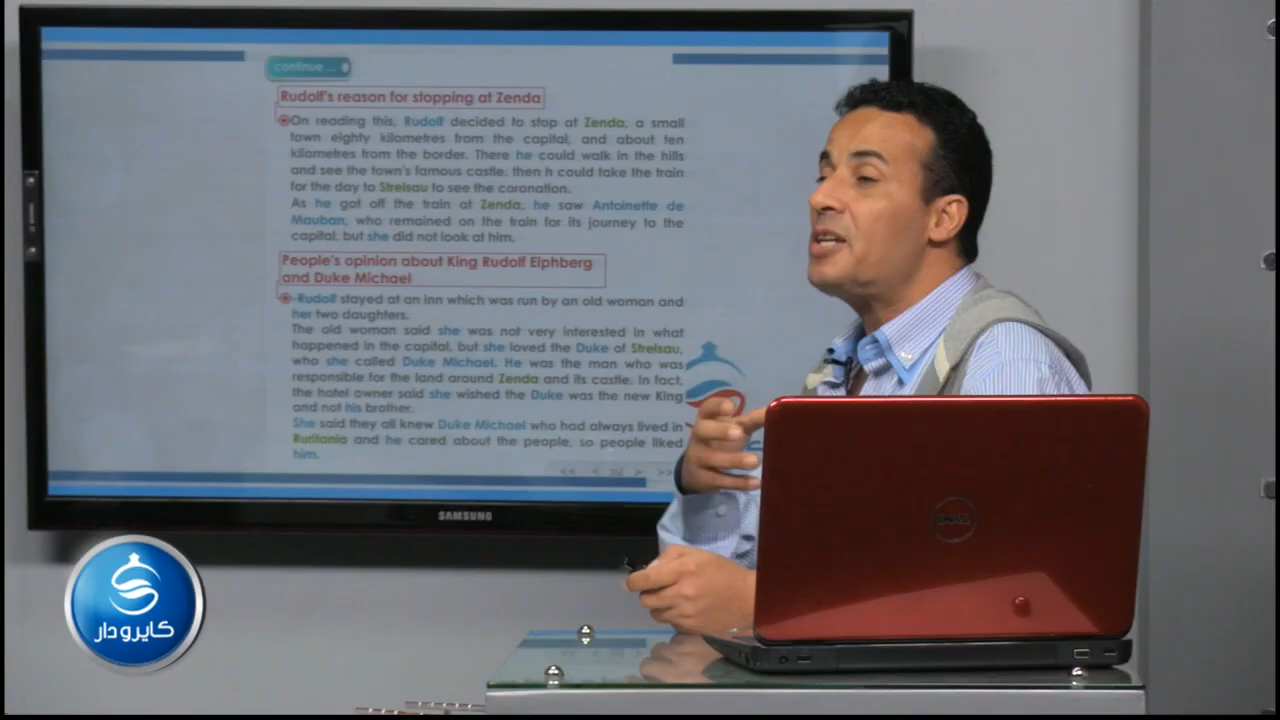 continue ...
Rudolf's reason for stopping at Zenda
On reading this, Rudolf decided to stop at Zenda, a small
town eighty kilometres from the capital, and about ten
kilometres from the border. There he could walk in the hills
and see the town's famous castle. then h could take the train
for the day to Strelsau to see the coronation.
As he got off the train at Zenda, he saw Antoinette de
Mauban, who remained on the train for its journey to the
capital, but she did not look at him.
People's opinion about King Rudolf Elphberg
and Duke Michael
-Rudolf stayed at an inn which was run by an old woman and
her two daughters.
The old woman said she was not very interested in what
happened in the capital, but she loved the Duke of Strelsau,
who she called Duke Michael. He was the man who was
responsible for the land around Zenda and its castle. In fact,
the hotel owner said she wished the Duke was the new King
and not his brother.
She said they all knew Duke Michael who had always lived in
Ruritania and he cared about the people, so people liked
him.
SAMSUNG
DELL
كايرودار